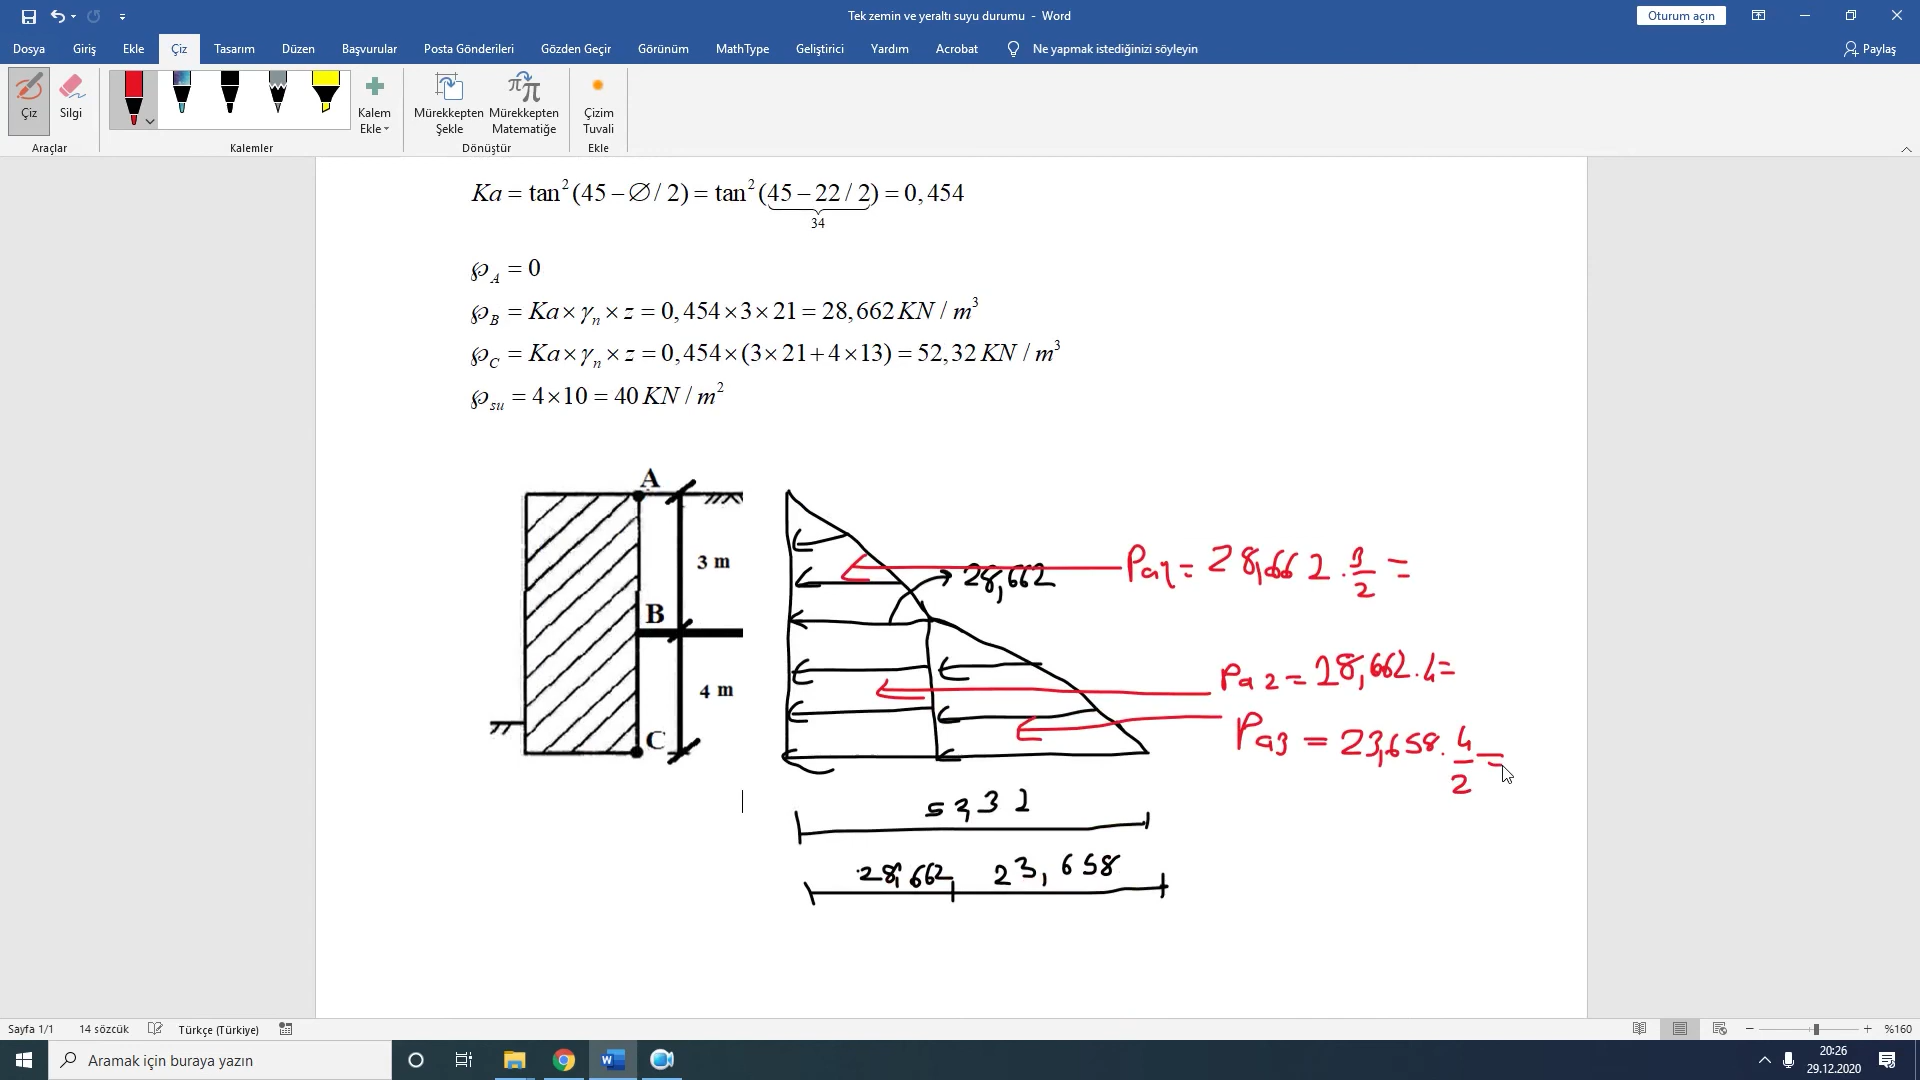 Tek zemin ve yeraltı suyu durumu - Word
Oturum açın
Dosya Giriş Ekle Çiz Tasarım Düzen Başvurular Posta Gönderileri Gözden Geçir Görünüm MathType Geliştirici Yardım Acrobat Ne yapmak istediğinizi söyleyin Paylaş
Çiz Silgi Kalem Ekle Mürekkepten Şekle Mürekkepten Matematiğe Çizim Tuvali
Araçlar Kalemler Dönüştür Ekle
Ka = tan²(45 − ∅ / 2) = tan²(45 − 22 / 2) = 0,454
34
℘A = 0
℘B = Ka × γn × z = 0,454 × 3 × 21 = 28,662 KN / m³
℘C = Ka × γn × z = 0,454 × (3 × 21 + 4 × 13) = 52,32 KN / m³
℘su = 4 × 10 = 40 KN / m²
A
3 m
28,662
Pa1 = 28,662 . 3/2 =
B
Pa2 = 28,662 . 4 =
4 m
Pa3 = 23,658 . 4/2 =
C
28,662 23,658
Sayfa 1/1 14 sözcük Türkçe (Türkiye) %160
Aramak için buraya yazın
20:26
29.12.2020